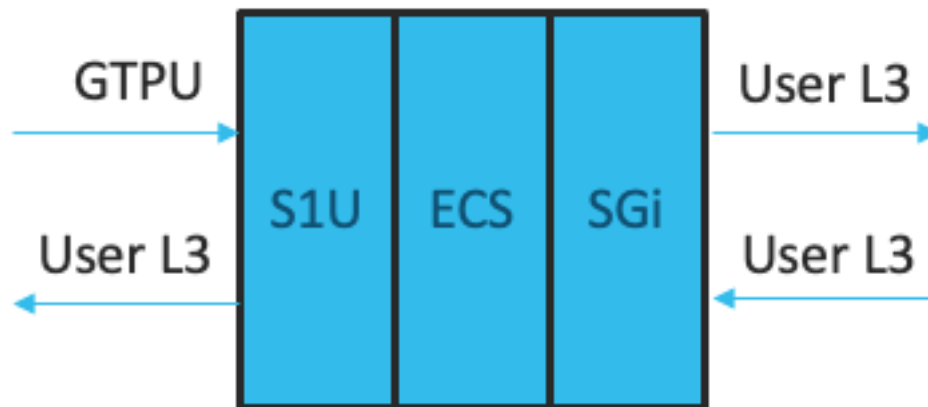 GTPU
User L3
S1U
ECS
SGi
User L3
User L3